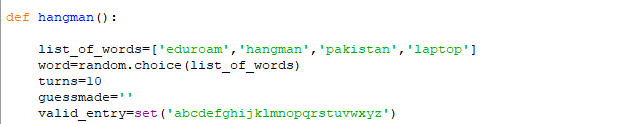 def hangman():
list_of_words=['eduroam','hangman','pakistan','laptop']
word=random.choice(list_of_words)
turns=10
guessmade=''
valid_entry=set('abcdefghijklmnopqrstuvwxyz')